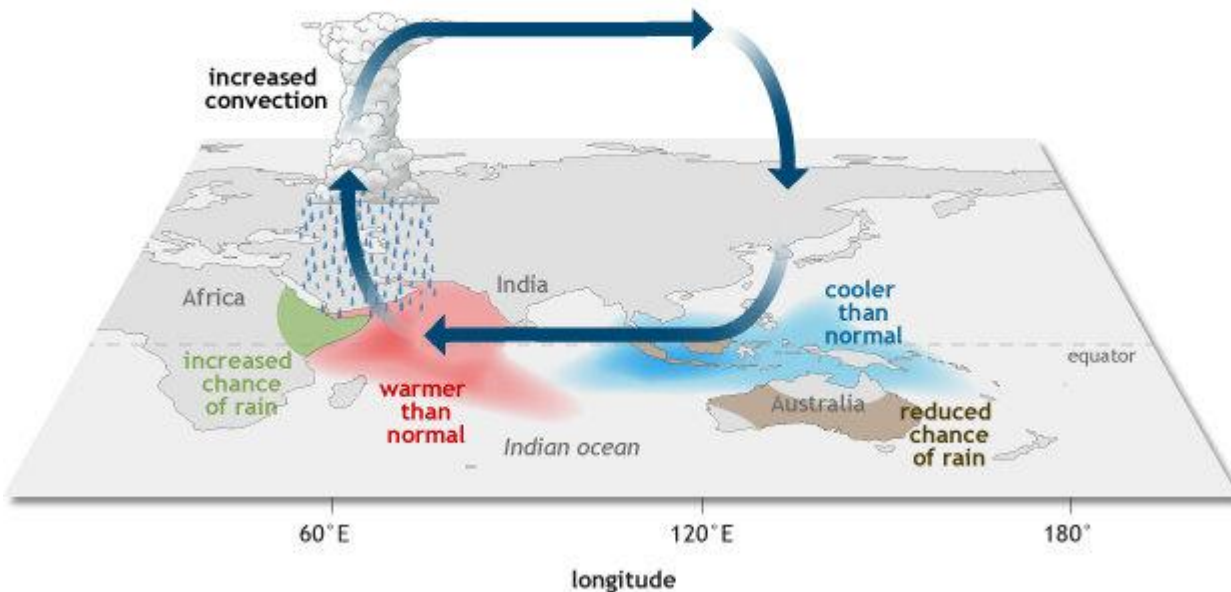 increased
convection
Africa
India
cooler
than
normal
equator
increased
chance
of rain
warmer
than
normal
Australia
reduced
chance
of rain
Indian ocean
60°E
120°E
180°
longitude